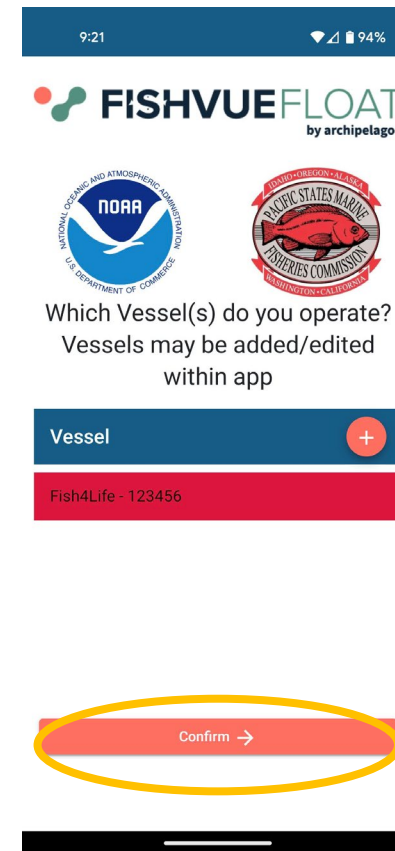 9:21
94%
FISHVUEFLOAT
by archipelago
NATIONAL OCEANIC AND ATMOSPHERIC ADMINISTRATION
NOAA
U.S. DEPARTMENT OF COMMERCE
IDAHO•OREGON•ALASKA
PACIFIC STATES MARINE
FISHERIES COMMISSION
WASHINGTON•CALIFORNIA
Which Vessel(s) do you operate?
Vessels may be added/edited
within app
Vessel
+
Fish4Life - 123456
Confirm →